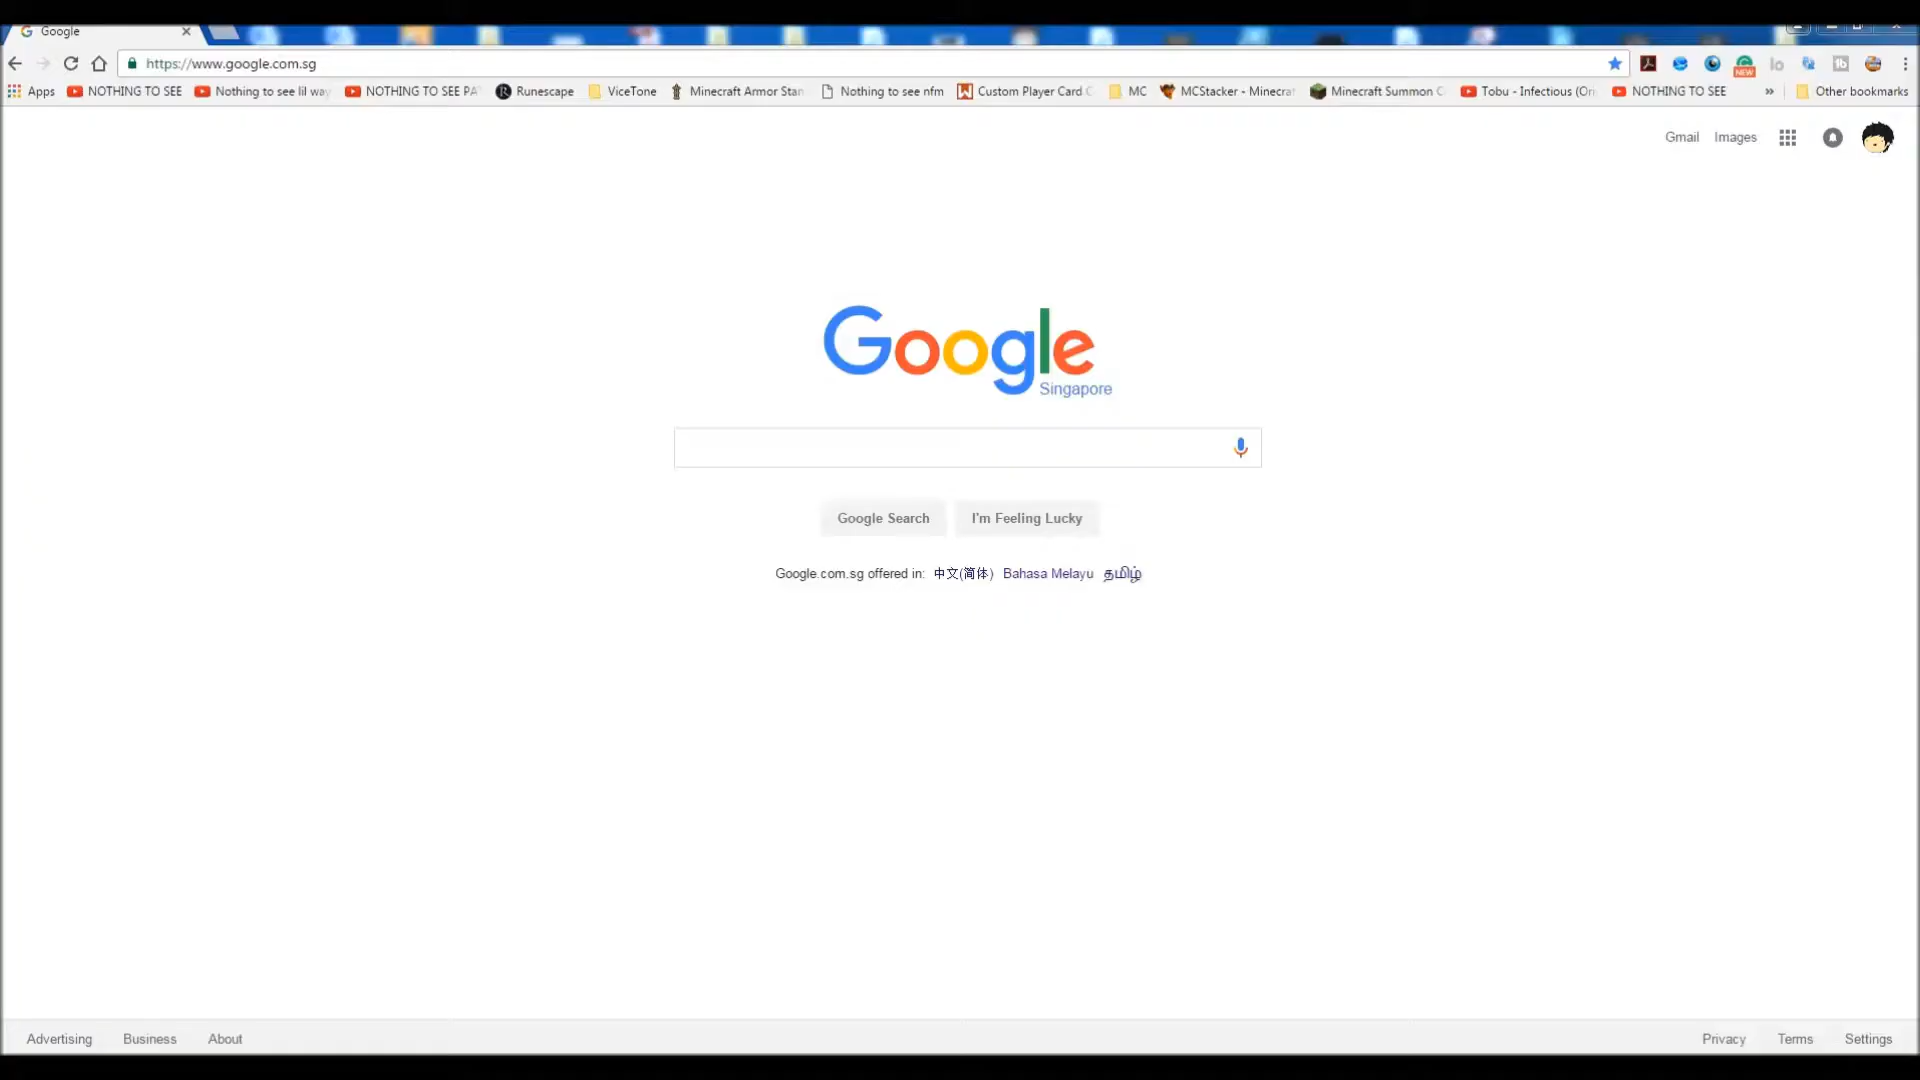 Google
https://www.google.com.sg
Apps NOTHING TO SEE Nothing to see lil way NOTHING TO SEE PA Runescape ViceTone Minecraft Armor Stan Nothing to see nfm Custom Player Card C MC MCStacker - Minecra Minecraft Summon C Tobu - Infectious (Ori NOTHING TO SEE » Other bookmarks
NEW
Gmail Images
Google
Singapore
Google Search I'm Feeling Lucky
Google.com.sg offered in: 中文(简体) Bahasa Melayu தமிழ்
Advertising Business About Privacy Terms Settings